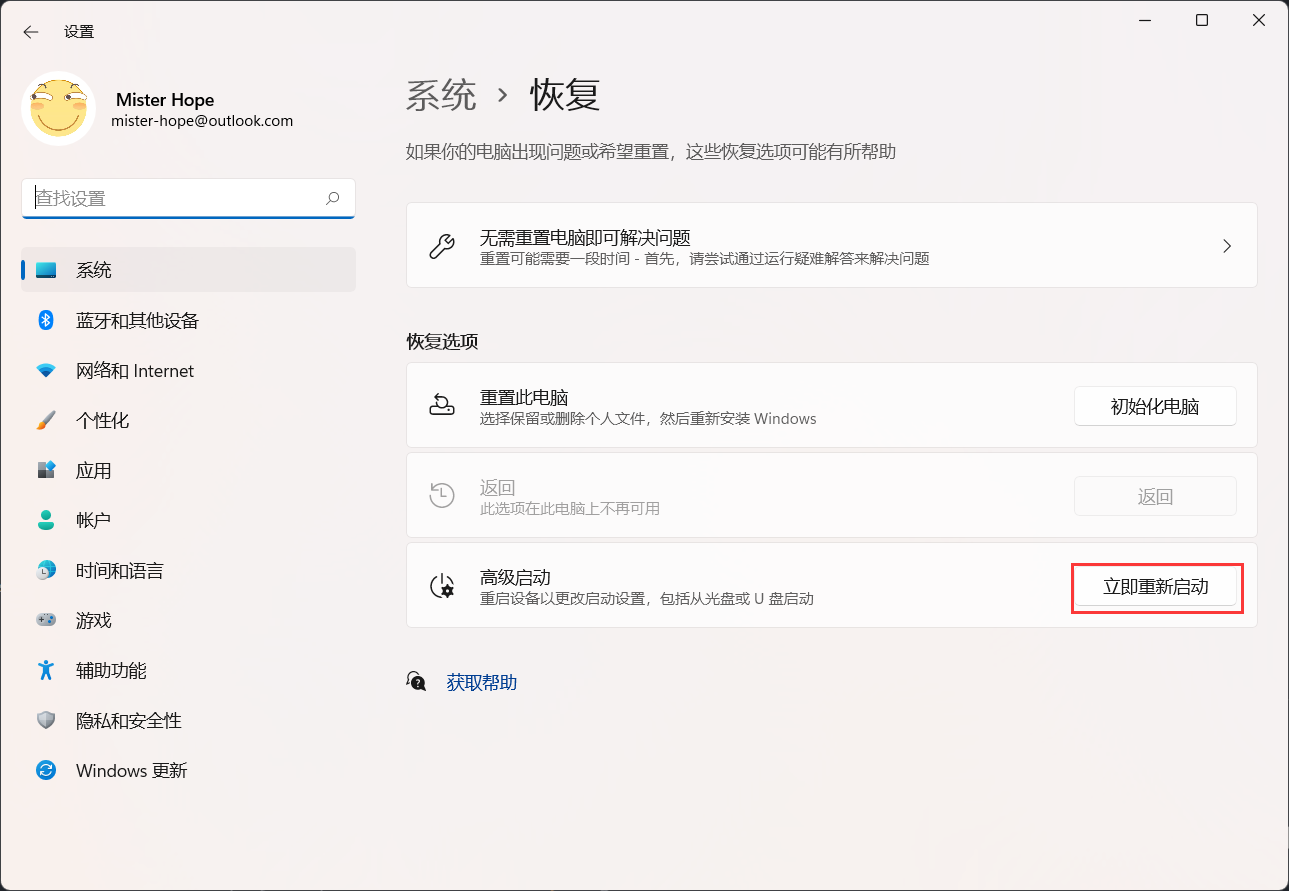 设置
Mister Hope
mister-hope@outlook.com
查找设置
系统
蓝牙和其他设备
网络和 Internet
个性化
应用
帐户
时间和语言
游戏
辅助功能
隐私和安全性
Windows 更新
系统 › 恢复
如果你的电脑出现问题或希望重置，这些恢复选项可能有所帮助
无需重置电脑即可解决问题
重置可能需要一段时间 - 首先，请尝试通过运行疑难解答来解决问题
恢复选项
重置此电脑
选择保留或删除个人文件，然后重新安装 Windows
初始化电脑
返回
此选项在此电脑上不再可用
返回
高级启动
重启设备以更改启动设置，包括从光盘或 U 盘启动
立即重新启动
获取帮助